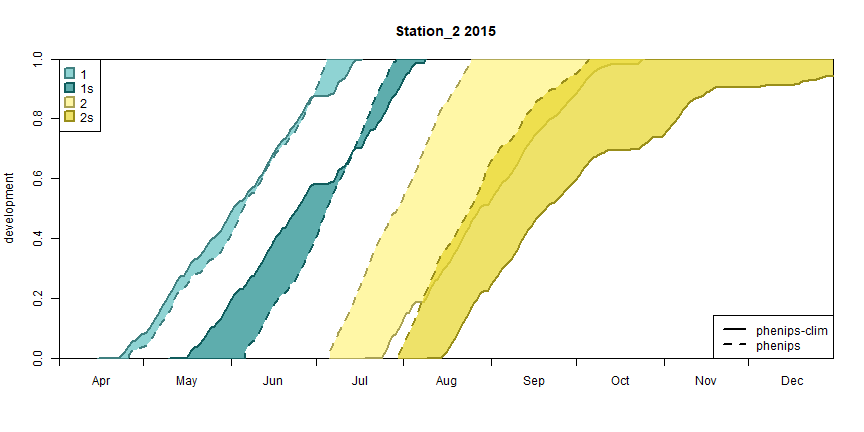 Station_2 2015
1
1s
2
2s
development
0.0
0.2
0.4
0.6
0.8
1.0
phenips-clim
phenips
Apr May Jun Jul Aug Sep Oct Nov Dec